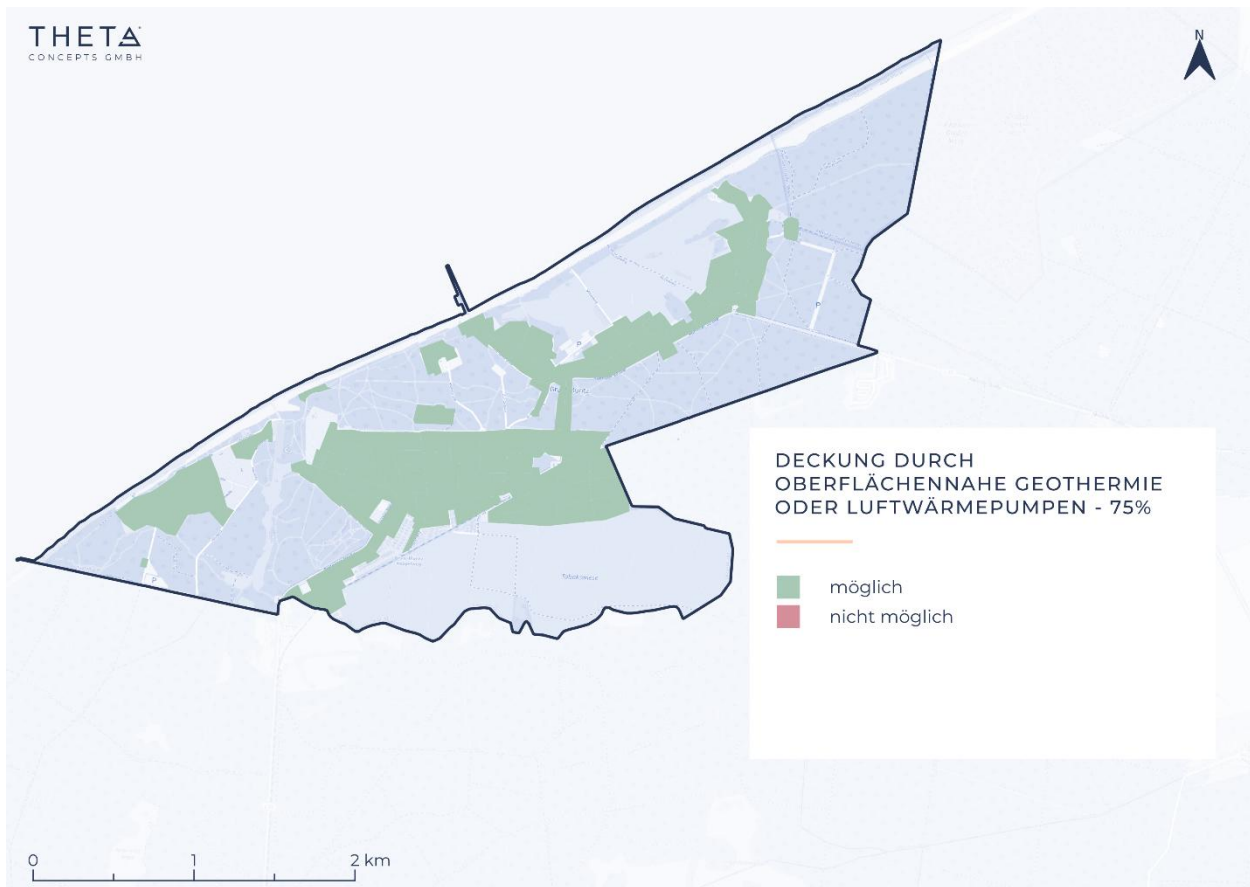 THETA
CONCEPTS GMBH
N
P
P
P
DECKUNG DURCH
OBERFLÄCHENNAHE GEOTHERMIE
ODER LUFTWÄRMEPUMPEN - 75%
möglich
nicht möglich
0 1 2 km